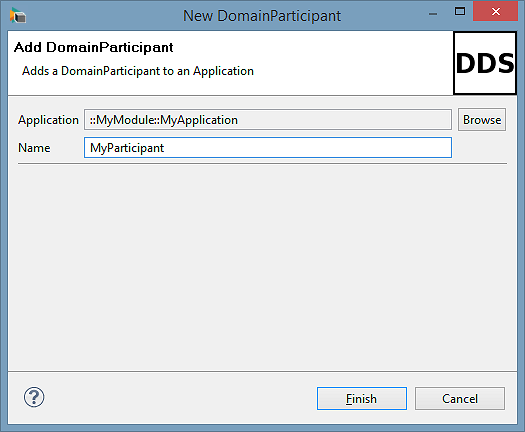 New DomainParticipant
Add DomainParticipant
Adds a DomainParticipant to an Application
DDS
Application ::MyModule::MyApplication Browse
Name MyParticipant
? Finish Cancel